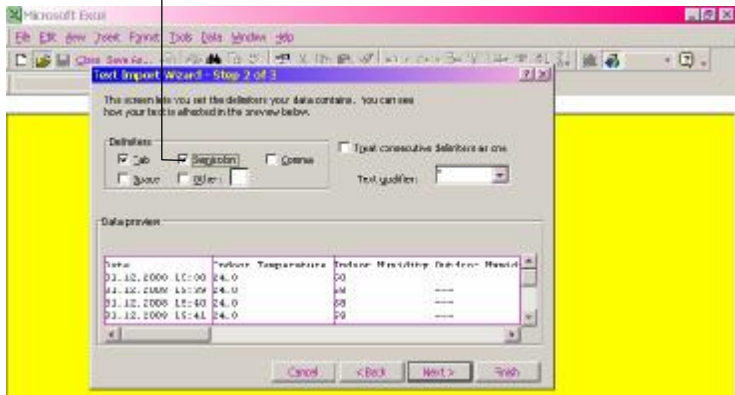 Microsoft Excel
File Edit View Insert Format Tools Data Window Help
Text Import Wizard - Step 2 of 3
This screen lets you set the delimiters your data contains. You can see
how your text is affected in the preview below.
Delimiters
Tab Semicolon Comma
Space Other:
Treat consecutive delimiters as one
Text qualifier: "
Data preview
Date Indoor Temperature Indoor Humidity Outdoor Humid
24.0
24.0
24.0
24.0
Cancel < Back Next > Finish